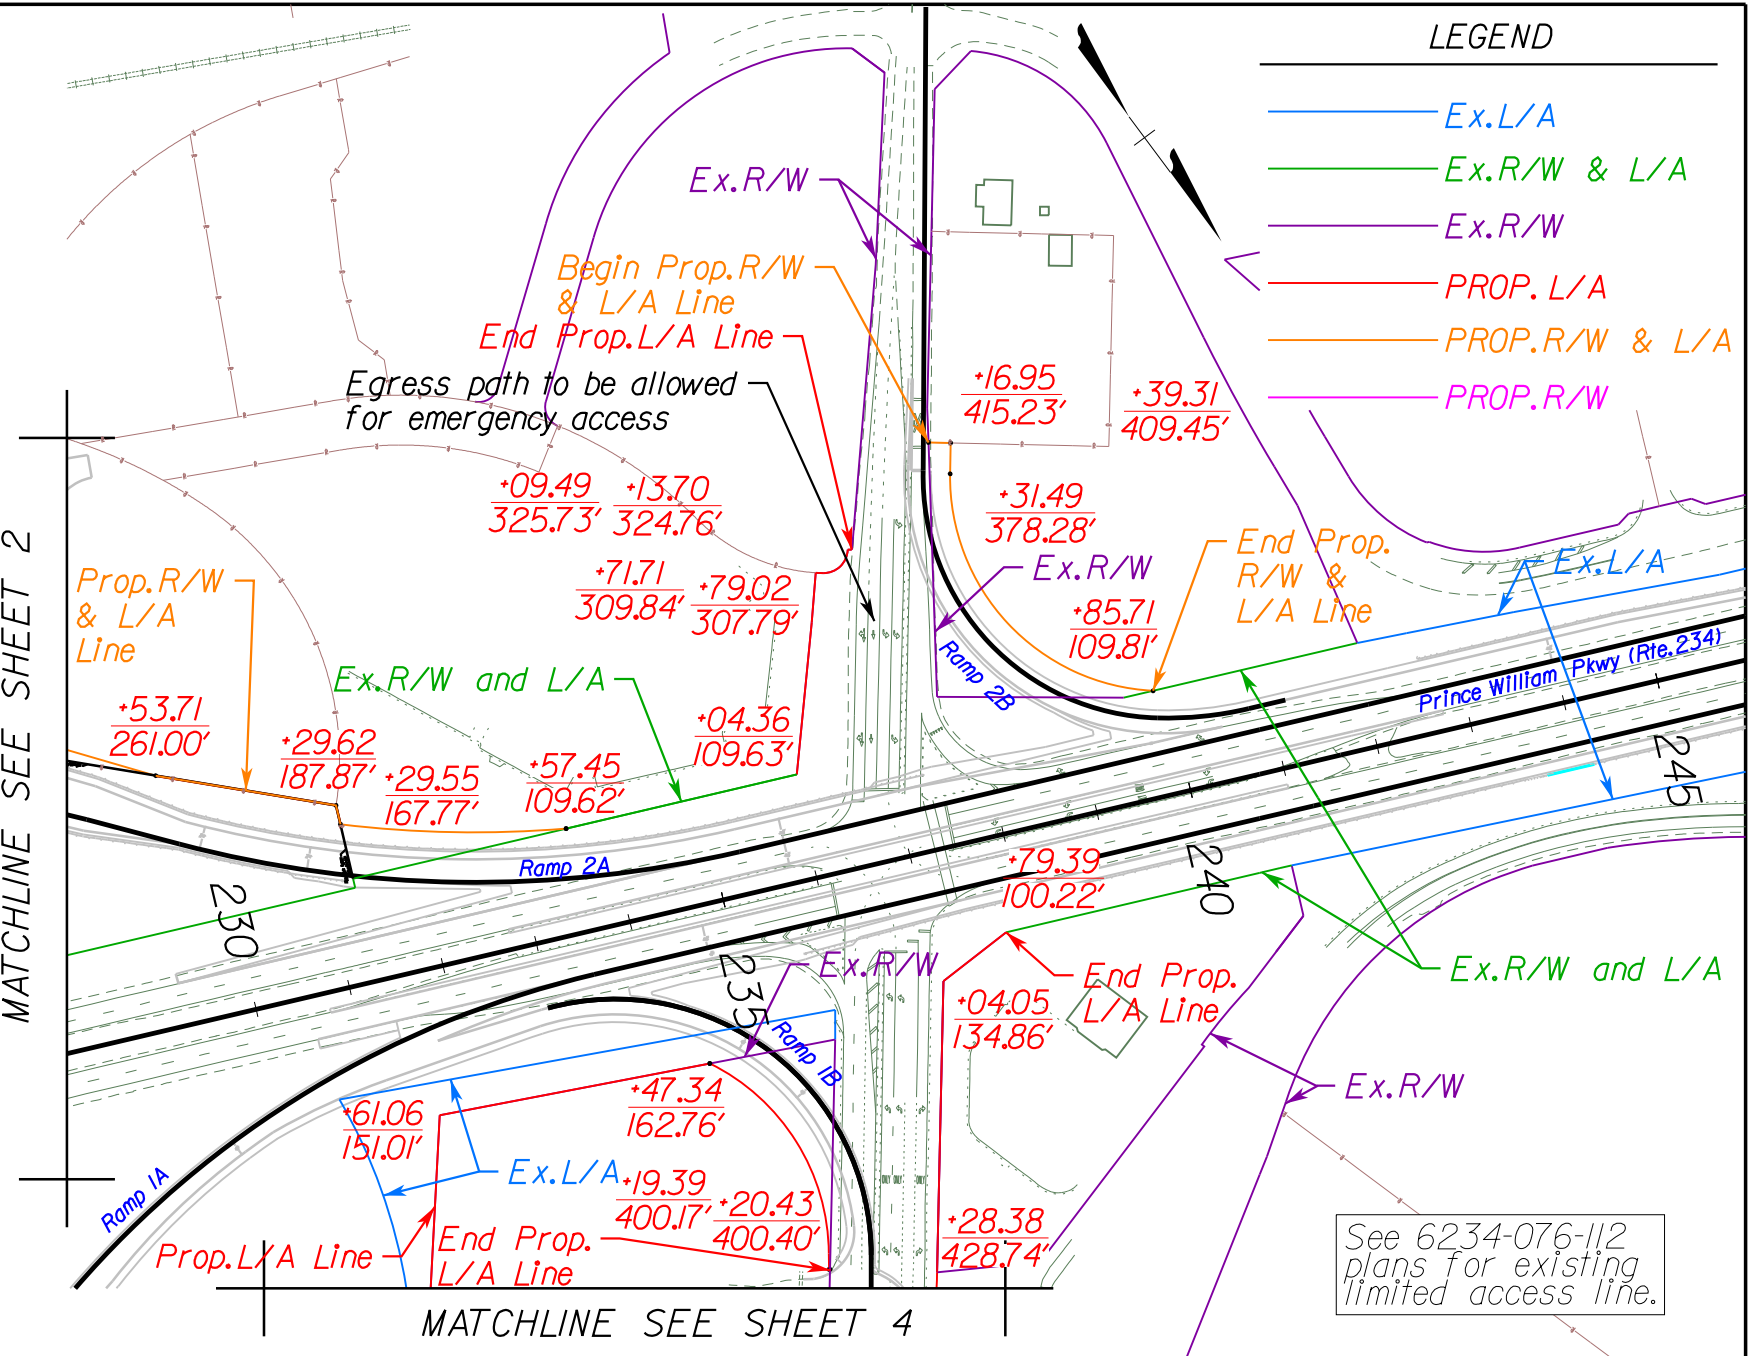 LEGEND
Ex.L/A
Ex.R/W & L/A
Ex.R/W
PROP. L/A
PROP.R/W & L/A
PROP.R/W
Ex.R/W
Begin Prop.R/W
& L/A Line
End Prop.L/A Line
Egress path to be allowed
for emergency access
+16.95
415.23'
+39.31
409.45'
+09.49
325.73'
+13.70
324.76'
+31.49
378.28'
End Prop.
R/W &
L/A Line
Ex.L/A
Ex.R/W
+71.71
309.84'
+79.02
307.79'
+85.71
109.81'
Prop.R/W
& L/A
Line
Ex.R/W and L/A
Ramp 2B
Prince William Pkwy (Rte.234)
+53.71
261.00'
+29.62
187.87'
+29.55
167.77'
+57.45
109.62'
+04.36
109.63'
Ramp 2A
230
235
240
245
+79.39
100.22'
MATCHLINE SEE SHEET 2
Ex.R/W
End Prop.
L/A Line
Ex.R/W and L/A
+04.05
134.86'
Ramp 1B
Ex.R/W
+47.34
162.76'
+61.06
151.01'
Ex.L/A
+19.39
400.17'
+20.43
400.40'
+28.38
428.74'
Ramp 1A
Prop.L/A Line
End Prop.
L/A Line
ONLY ONLY
ONLY
See 6234-076-112
plans for existing
limited access line.
MATCHLINE SEE SHEET 4